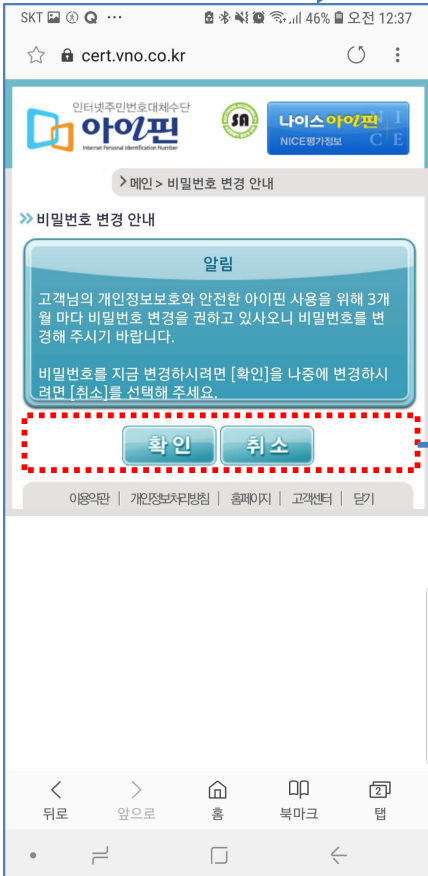 SKT 46% 오전 12:37
cert.vno.co.kr
인터넷주민번호대체수단
아이핀
Internet Personal Identification Number
SA
나이스아이핀
NICE평가정보
NICE
메인 > 비밀번호 변경 안내
비밀번호 변경 안내
알림
고객님의 개인정보보호와 안전한 아이핀 사용을 위해 3개
월 마다 비밀번호 변경을 권하고 있사오니 비밀번호를 변
경해 주시기 바랍니다.
비밀번호를 지금 변경하시려면 [확인]을 나중에 변경하시
려면 [취소]를 선택해 주세요.
확인 취소
이용약관 | 개인정보처리방침 | 홈페이지 | 고객센터 | 닫기
2
뒤로 앞으로 홈 북마크 탭